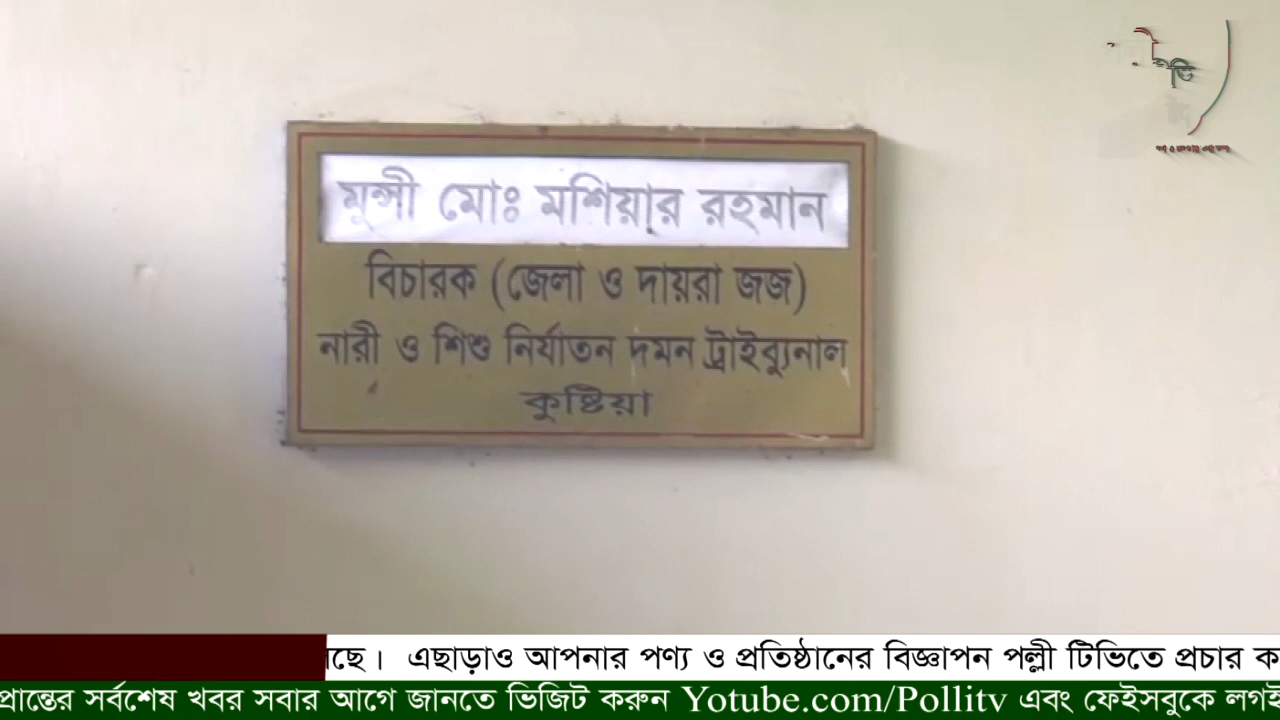 মুন্সী মোঃ মশিয়ার রহমান
বিচারক (জেলা ও দায়রা জজ)
নারী ও শিশু নির্যাতন দমন ট্রাইব্যুনাল
কুষ্টিয়া
ছে। এছাড়াও আপনার পণ্য ও প্রতিষ্ঠানের বিজ্ঞাপন পল্লী টিভিতে প্রচার ক
প্রান্তের সর্বশেষ খবর সবার আগে জানতে ভিজিট করুন Yotube.com/Pollitv এবং ফেইসবুকে লগই